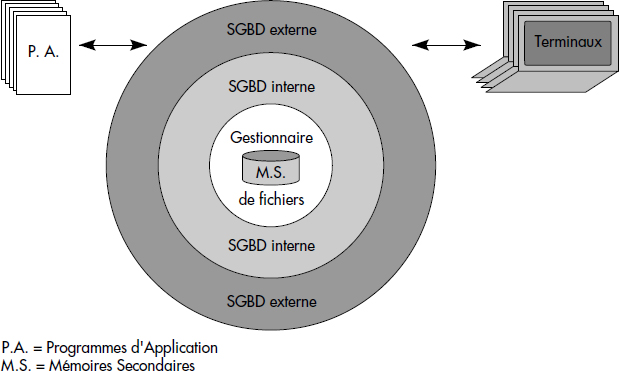 SGBD externe
P. A.
Terminaux
SGBD interne
Gestionnaire
M.S.
de fichiers
SGBD interne
SGBD externe
P.A. = Programmes d'Application
M.S. = Mémoires Secondaires